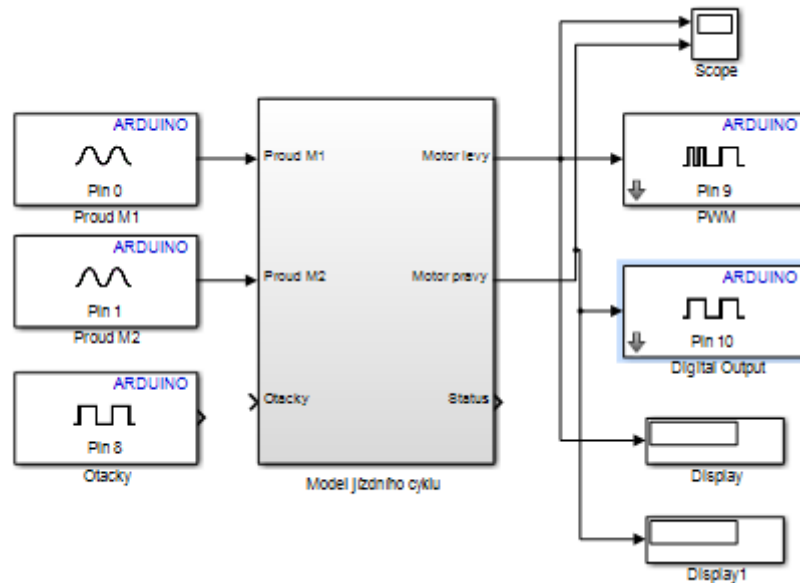 Scope
ARDUINO
Pin 0
Proud M1
ARDUINO
Pin 1
Proud M2
ARDUINO
Pin 8
Otacky
Proud M1
Motor levy
Proud M2
Motor pravy
Otacky
Status
Model jízdního cyklu
ARDUINO
Pin 9
PWM
ARDUINO
Pin 10
Digital Output
Display
Display1